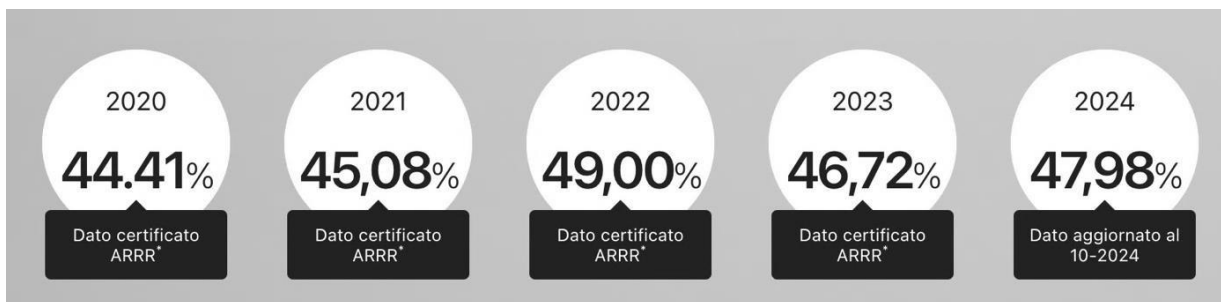 2020
44.41%
Dato certificato
ARRR*
2021
45,08%
Dato certificato
ARRR*
2022
49,00%
Dato certificato
ARRR*
2023
46,72%
Dato certificato
ARRR*
2024
47,98%
Dato aggiornato al
10-2024